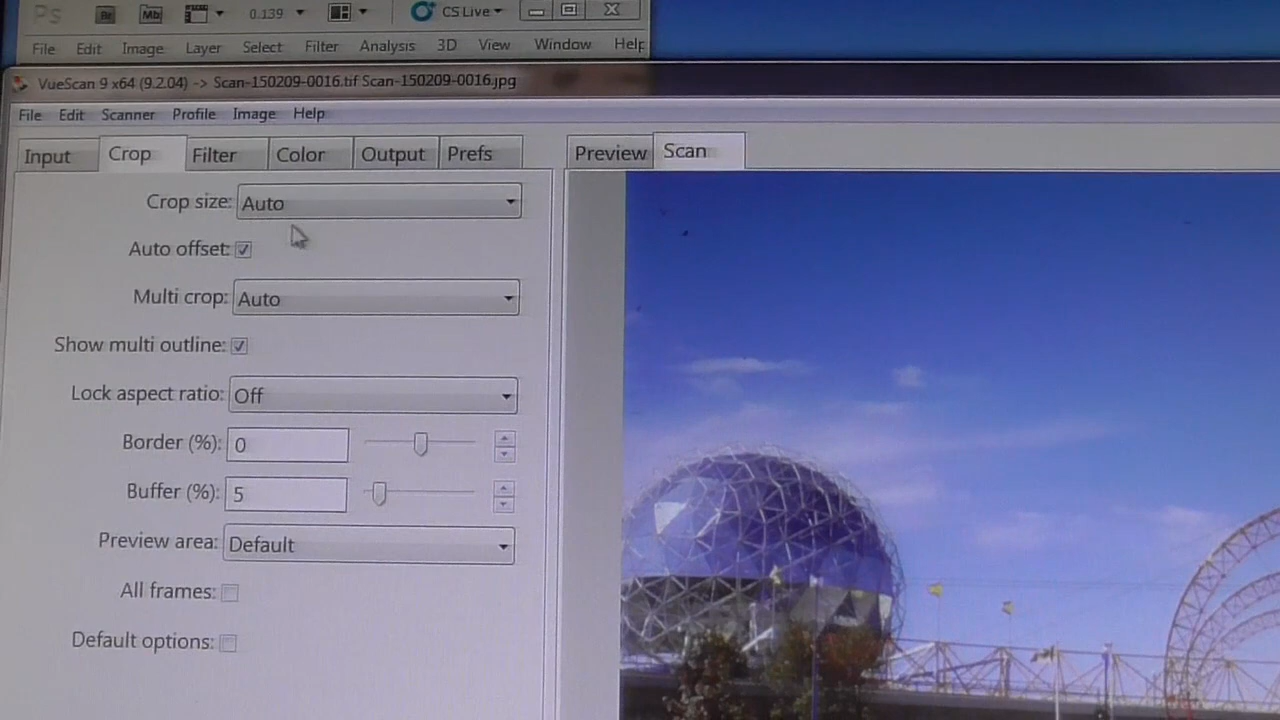 Ps Br Mb 0.139 CS Live
File Edit Image Layer Select Filter Analysis 3D View Window Help
VueScan 9 x64 (9.2.04) -> Scan-150209-0016.tif Scan-150209-0016.jpg
File Edit Scanner Profile Image Help
Input Crop Filter Color Output Prefs Preview Scan
Crop size: Auto
Auto offset:
Multi crop: Auto
Show multi outline:
Lock aspect ratio: Off
Border (%): 0
Buffer (%): 5
Preview area: Default
All frames:
Default options: